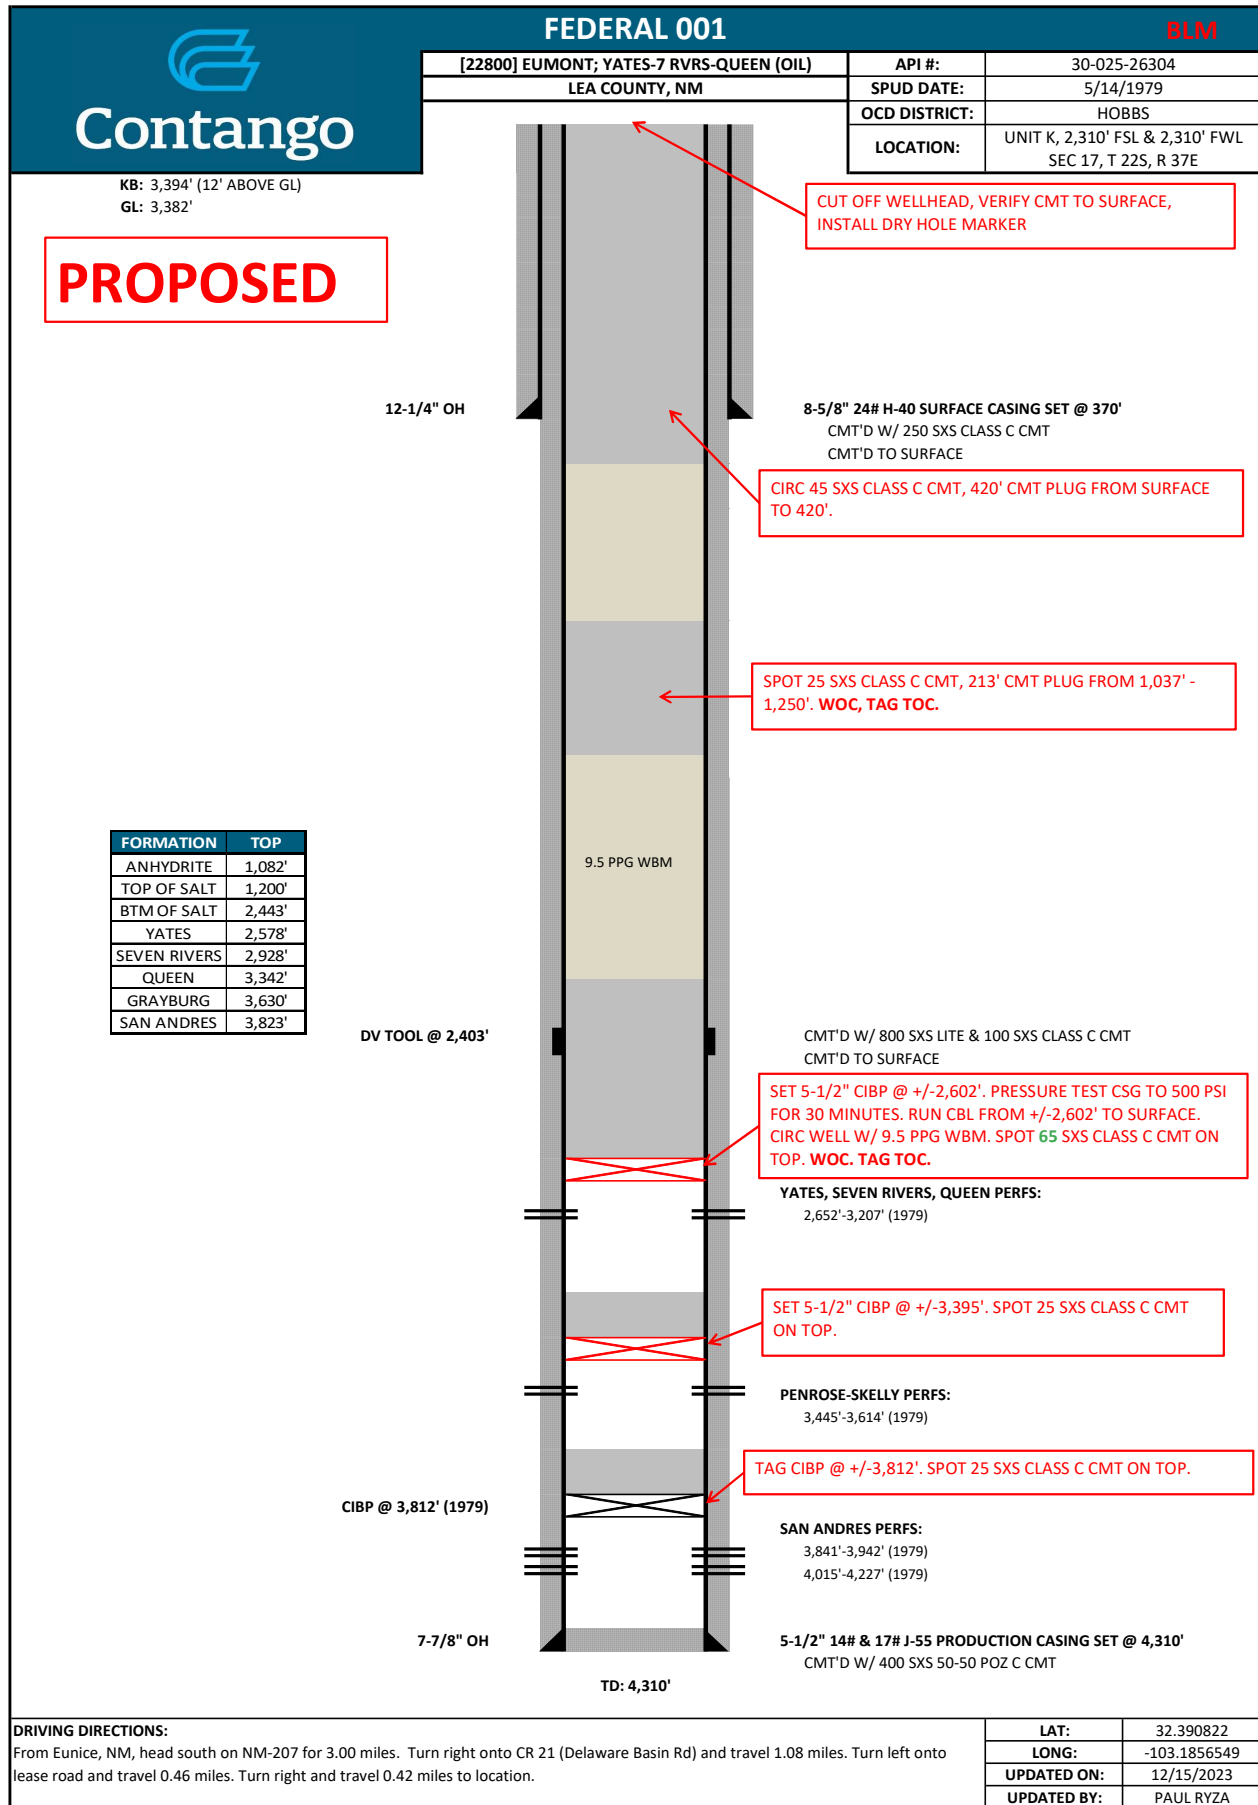 Contango
FEDERAL 001
BLM
[22800] EUMONT; YATES-7 RVRS-QUEEN (OIL)
LEA COUNTY, NM
API #: 30-025-26304
SPUD DATE: 5/14/1979
OCD DISTRICT: HOBBS
LOCATION: UNIT K, 2,310' FSL & 2,310' FWL
SEC 17, T 22S, R 37E
KB: 3,394' (12' ABOVE GL)
GL: 3,382'
PROPOSED
CUT OFF WELLHEAD, VERIFY CMT TO SURFACE,
INSTALL DRY HOLE MARKER
12-1/4" OH
8-5/8" 24# H-40 SURFACE CASING SET @ 370'
CMT'D W/ 250 SXS CLASS C CMT
CMT'D TO SURFACE
CIRC 45 SXS CLASS C CMT, 420' CMT PLUG FROM SURFACE
TO 420'.
SPOT 25 SXS CLASS C CMT, 213' CMT PLUG FROM 1,037' -
1,250'. WOC, TAG TOC.
9.5 PPG WBM
FORMATION TOP
ANHYDRITE 1,082'
TOP OF SALT 1,200'
BTM OF SALT 2,443'
YATES 2,578'
SEVEN RIVERS 2,928'
QUEEN 3,342'
GRAYBURG 3,630'
SAN ANDRES 3,823'
DV TOOL @ 2,403'
CMT'D W/ 800 SXS LITE & 100 SXS CLASS C CMT
CMT'D TO SURFACE
SET 5-1/2" CIBP @ +/-2,602'. PRESSURE TEST CSG TO 500 PSI
FOR 30 MINUTES. RUN CBL FROM +/-2,602' TO SURFACE.
CIRC WELL W/ 9.5 PPG WBM. SPOT 65 SXS CLASS C CMT ON
TOP. WOC. TAG TOC.
YATES, SEVEN RIVERS, QUEEN PERFS:
2,652'-3,207' (1979)
SET 5-1/2" CIBP @ +/-3,395'. SPOT 25 SXS CLASS C CMT
ON TOP.
PENROSE-SKELLY PERFS:
3,445'-3,614' (1979)
TAG CIBP @ +/-3,812'. SPOT 25 SXS CLASS C CMT ON TOP.
CIBP @ 3,812' (1979)
SAN ANDRES PERFS:
3,841'-3,942' (1979)
4,015'-4,227' (1979)
7-7/8" OH
5-1/2" 14# & 17# J-55 PRODUCTION CASING SET @ 4,310'
CMT'D W/ 400 SXS 50-50 POZ C CMT
TD: 4,310'
DRIVING DIRECTIONS:
From Eunice, NM, head south on NM-207 for 3.00 miles. Turn right onto CR 21 (Delaware Basin Rd) and travel 1.08 miles. Turn left onto
lease road and travel 0.46 miles. Turn right and travel 0.42 miles to location.
LAT: 32.390822
LONG: -103.1856549
UPDATED ON: 12/15/2023
UPDATED BY: PAUL RYZA